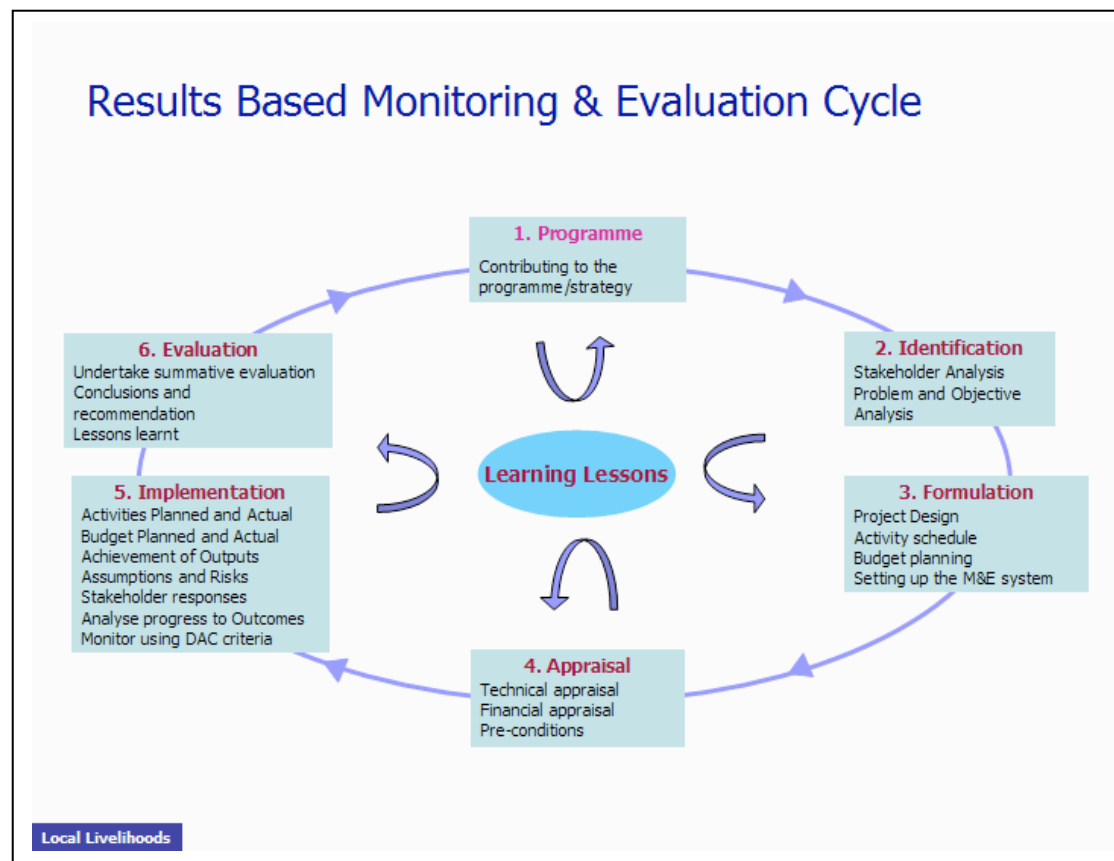 Results Based Monitoring & Evaluation Cycle
1. Programme
Contributing to the
programme/strategy
2. Identification
Stakeholder Analysis
Problem and Objective
Analysis
3. Formulation
Project Design
Activity schedule
Budget planning
Setting up the M&E system
4. Appraisal
Technical appraisal
Financial appraisal
Pre-conditions
5. Implementation
Activities Planned and Actual
Budget Planned and Actual
Achievement of Outputs
Assumptions and Risks
Stakeholder responses
Analyse progress to Outcomes
Monitor using DAC criteria
6. Evaluation
Undertake summative evaluation
Conclusions and
recommendation
Lessons learnt
Learning Lessons
Local Livelihoods